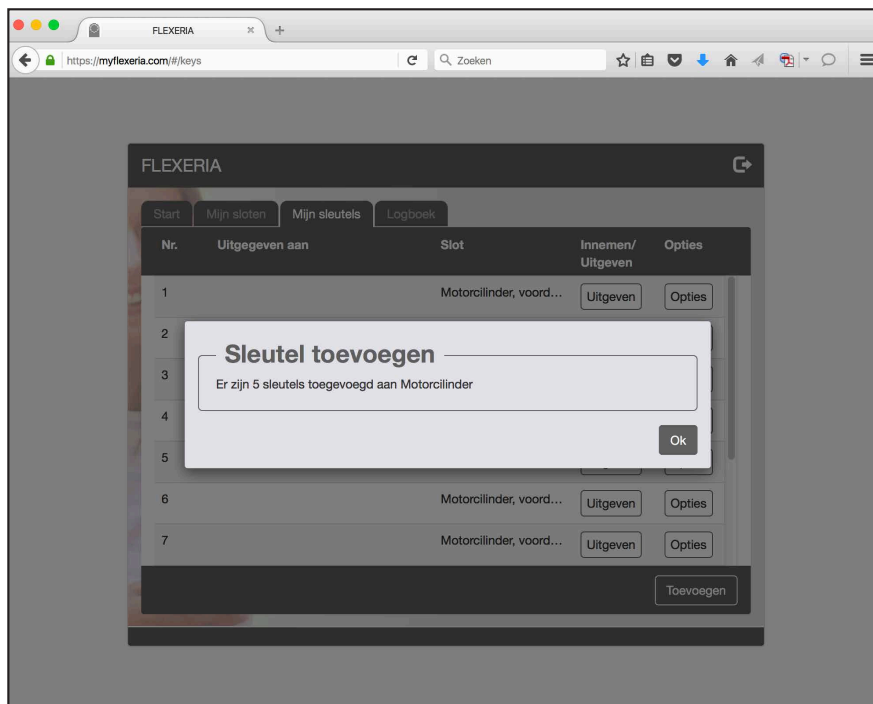 FLEXERIA
https://myflexeria.com/#/keys
Zoeken
FLEXERIA
Start Mijn sloten Mijn sleutels Logboek
Nr. Uitgegeven aan Slot Innemen/ Opties
Uitgeven
1 Motorcilinder, voord... Uitgeven Opties
2
Sleutel toevoegen
3
Er zijn 5 sleutels toegevoegd aan Motorcilinder
4
Ok
5
6 Motorcilinder, voord... Uitgeven Opties
7 Motorcilinder, voord... Uitgeven Opties
Toevoegen